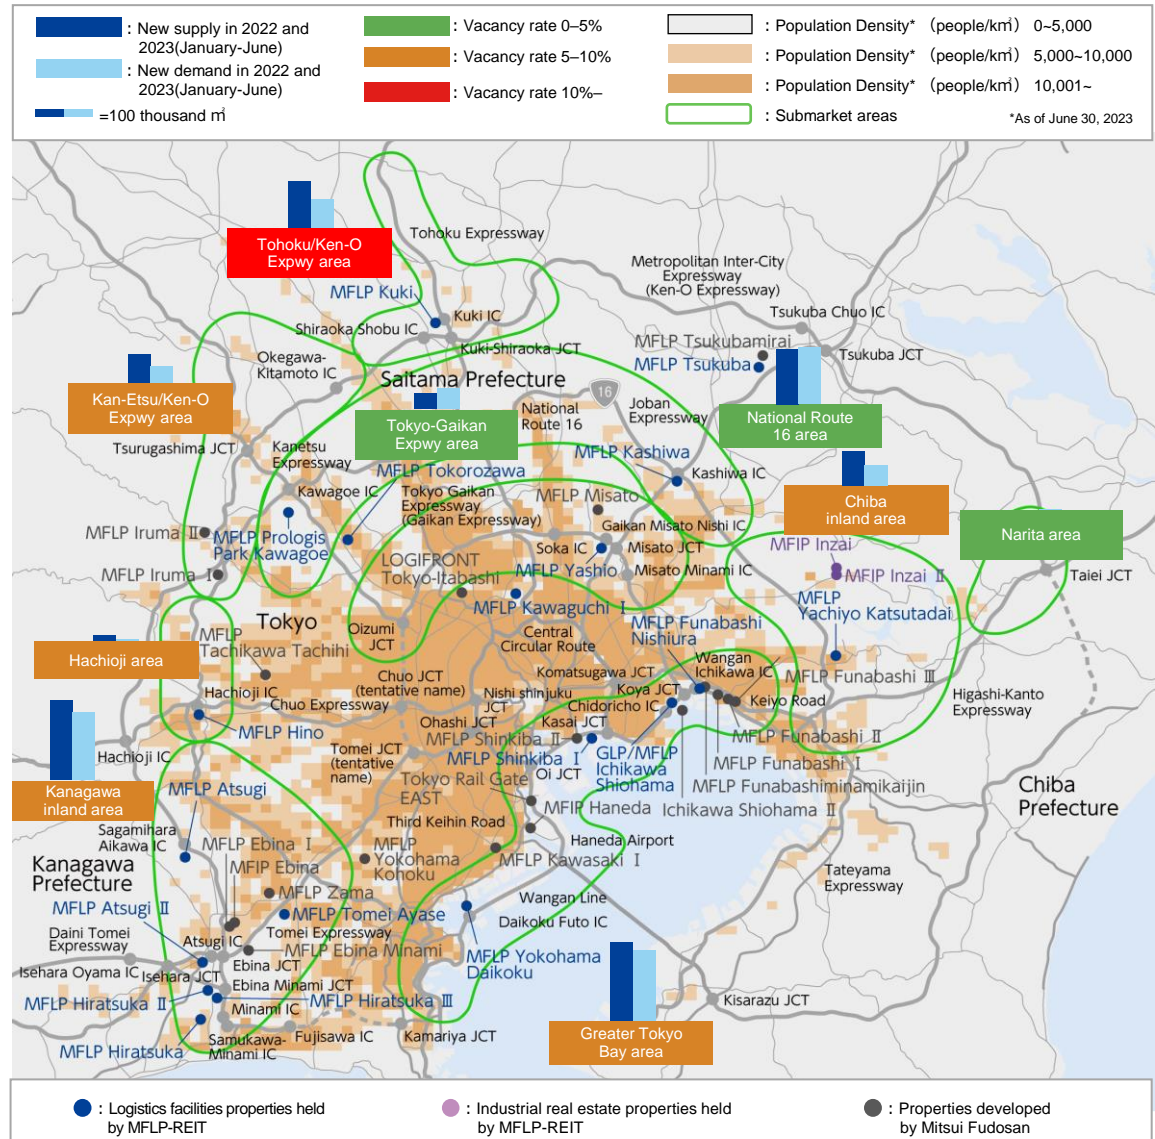 : New supply in 2022 and
2023(January-June)
: New demand in 2022 and
2023(January-June)
=100 thousand ㎡
: Vacancy rate 0–5%
: Vacancy rate 5–10%
: Vacancy rate 10%–
: Population Density* （people/k㎡） 0~5,000
: Population Density* （people/k㎡） 5,000~10,000
: Population Density* （people/k㎡） 10,001~
: Submarket areas
*As of June 30, 2023
Tohoku/Ken-O
Expwy area
Tohoku Expressway
MFLP Kuki
Kuki IC
Shiraoka Shobu IC
Kuki-Shiraoka JCT
Okegawa-
Kitamoto IC
Saitama Prefecture
Metropolitan Inter-City
Expressway
(Ken-O Expressway)
Tsukuba Chuo IC
MFLP Tsukubamirai
Tsukuba JCT
MFLP Tsukuba
16
National
Route 16
Joban
Expressway
National Route
16 area
Kan-Etsu/Ken-O
Expwy area
Tokyo-Gaikan
Expwy area
Tsurugashima JCT
Kanetsu
Expressway
MFLP Tokorozawa
MFLP Kashiwa
Kashiwa IC
Kawagoe IC
Tokyo Gaikan
Expressway
(Gaikan Expressway)
MFLP Misato
Chiba
inland area
Narita area
MFLP Iruma Ⅱ
MFLP Prologis
Park Kawagoe
Gaikan Misato Nishi IC
Soka IC
Misato JCT
MFLP Iruma Ⅰ
LOGIFRONT
Tokyo-Itabashi
MFLP Yashio
Misato Minami IC
MFIP Inzai
MFIP Inzai Ⅱ
Taiei JCT
MFLP Kawaguchi Ⅰ
MFLP
Yachiyo Katsutadai
Tokyo
Oizumi
JCT
Central
Circular Route
MFLP Funabashi
Nishiura
Hachioji area
MFLP
Tachikawa Tachihi
Chuo JCT
(tentative name)
Komatsugawa JCT
Wangan
Ichikawa IC
MFLP Funabashi Ⅲ
Hachioji IC
Chuo Expressway
Nishi shinjuku
JCT
Koya JCT
Chidoricho IC
Keiyo Road
Higashi-Kanto
Expressway
MFLP Hino
Ohashi JCT
Kasai JCT
MFLP Shinkiba Ⅱ
MFLP Funabashi Ⅱ
Hachioji IC
Tomei JCT
(tentative
name)
MFLP Shinkiba Ⅰ
GLP/MFLP
Ichikawa
Shiohama
MFLP Funabashi Ⅰ
Kanagawa
inland area
MFLP Atsugi
Oi JCT
Tokyo Rail Gate
EAST
MFLP Funabashiminamikaijin
MFIP Haneda
Ichikawa Shiohama Ⅱ
Chiba
Prefecture
Sagamihara
Aikawa IC
Third Keihin Road
Haneda Airport
MFLP Ebina Ⅰ
MFLP
Yokohama
Kohoku
MFLP Kawasaki Ⅰ
Kanagawa
Prefecture
MFIP Ebina
MFLP Zama
Tateyama
Expressway
Wangan Line
MFLP Atsugi Ⅱ
MFLP Tomei Ayase
Daikoku Futo IC
Daini Tomei
Expressway
Atsugi IC
Tomei Expressway
MFLP Ebina Minami
Isehara Oyama IC
Isehara JCT
Ebina JCT
MFLP Yokohama
Daikoku
Ebina Minami JCT
MFLP Hiratsuka Ⅱ
MFLP Hiratsuka Ⅲ
Kisarazu JCT
Minami IC
MFLP Hiratsuka
Samukawa-
Minami IC
Fujisawa IC
Kamariya JCT
Greater Tokyo
Bay area
: Logistics facilities properties held
by MFLP-REIT
: Industrial real estate properties held
by MFLP-REIT
: Properties developed
by Mitsui Fudosan